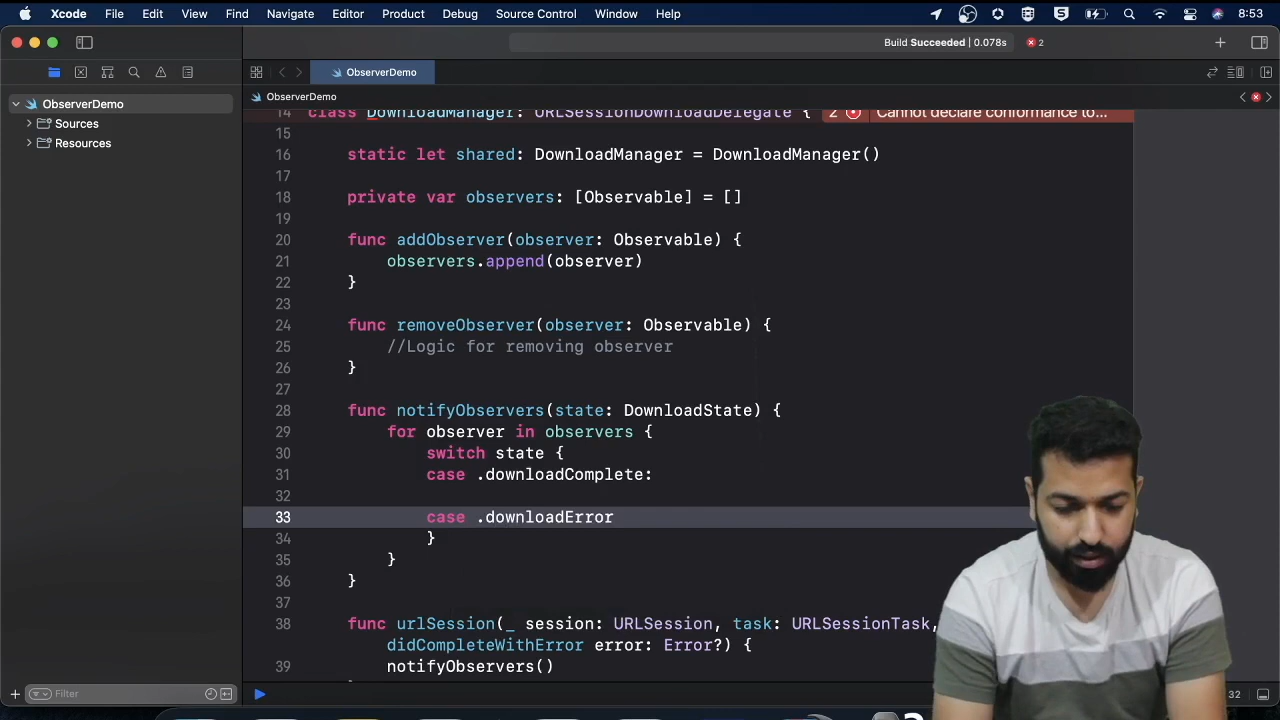 Xcode File Edit View Find Navigate Editor Product Debug Source Control Window Help 8:53
Build Succeeded | 0.078s 2
ObserverDemo
ObserverDemo ObserverDemo
14 class DownloadManager: URLSessionDownloadDelegate { 2 Cannot declare conformance to...
Sources
15
Resources
16 static let shared: DownloadManager = DownloadManager()
17
18 private var observers: [Observable] = []
19
20 func addObserver(observer: Observable) {
21 observers.append(observer)
22 }
23
24 func removeObserver(observer: Observable) {
25 //Logic for removing observer
26 }
27
28 func notifyObservers(state: DownloadState) {
29 for observer in observers {
30 switch state {
31 case .downloadComplete:
32
33 case .downloadError
34 }
35 }
36 }
37
38 func urlSession(_ session: URLSession, task: URLSessionTask,
didCompleteWithError error: Error?) {
39 notifyObservers()
Filter 32